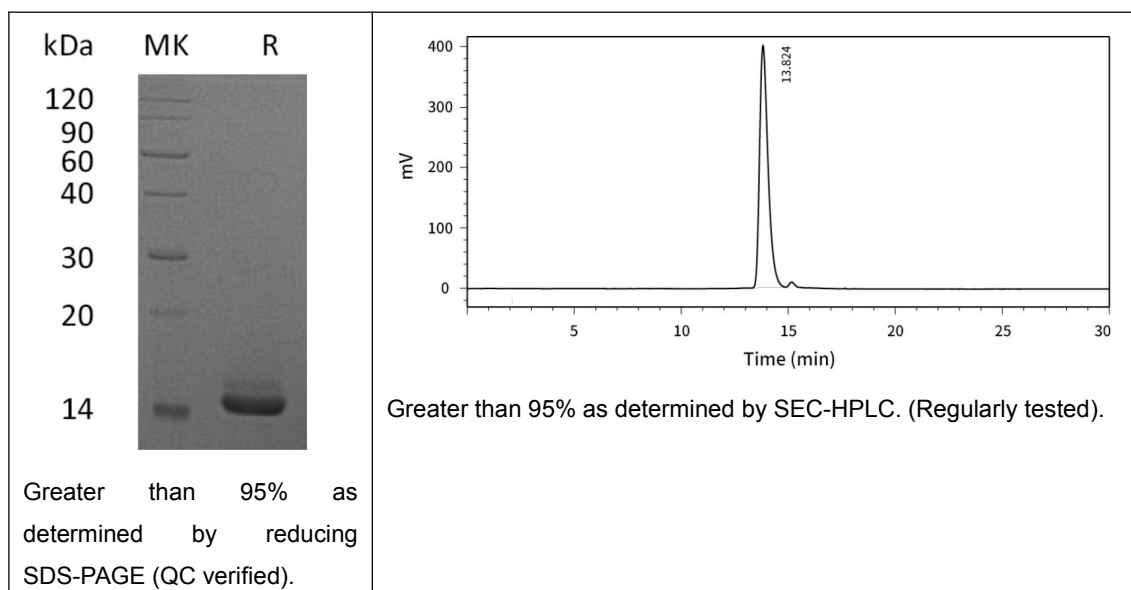 kDa MK R
120
90
60
40
30
20
14
Greater than 95% as
determined by reducing
SDS-PAGE (QC verified).
400
300
200
100
0
mV
13.824
5 10 15 20 25 30
Time (min)
Greater than 95% as determined by SEC-HPLC. (Regularly tested).